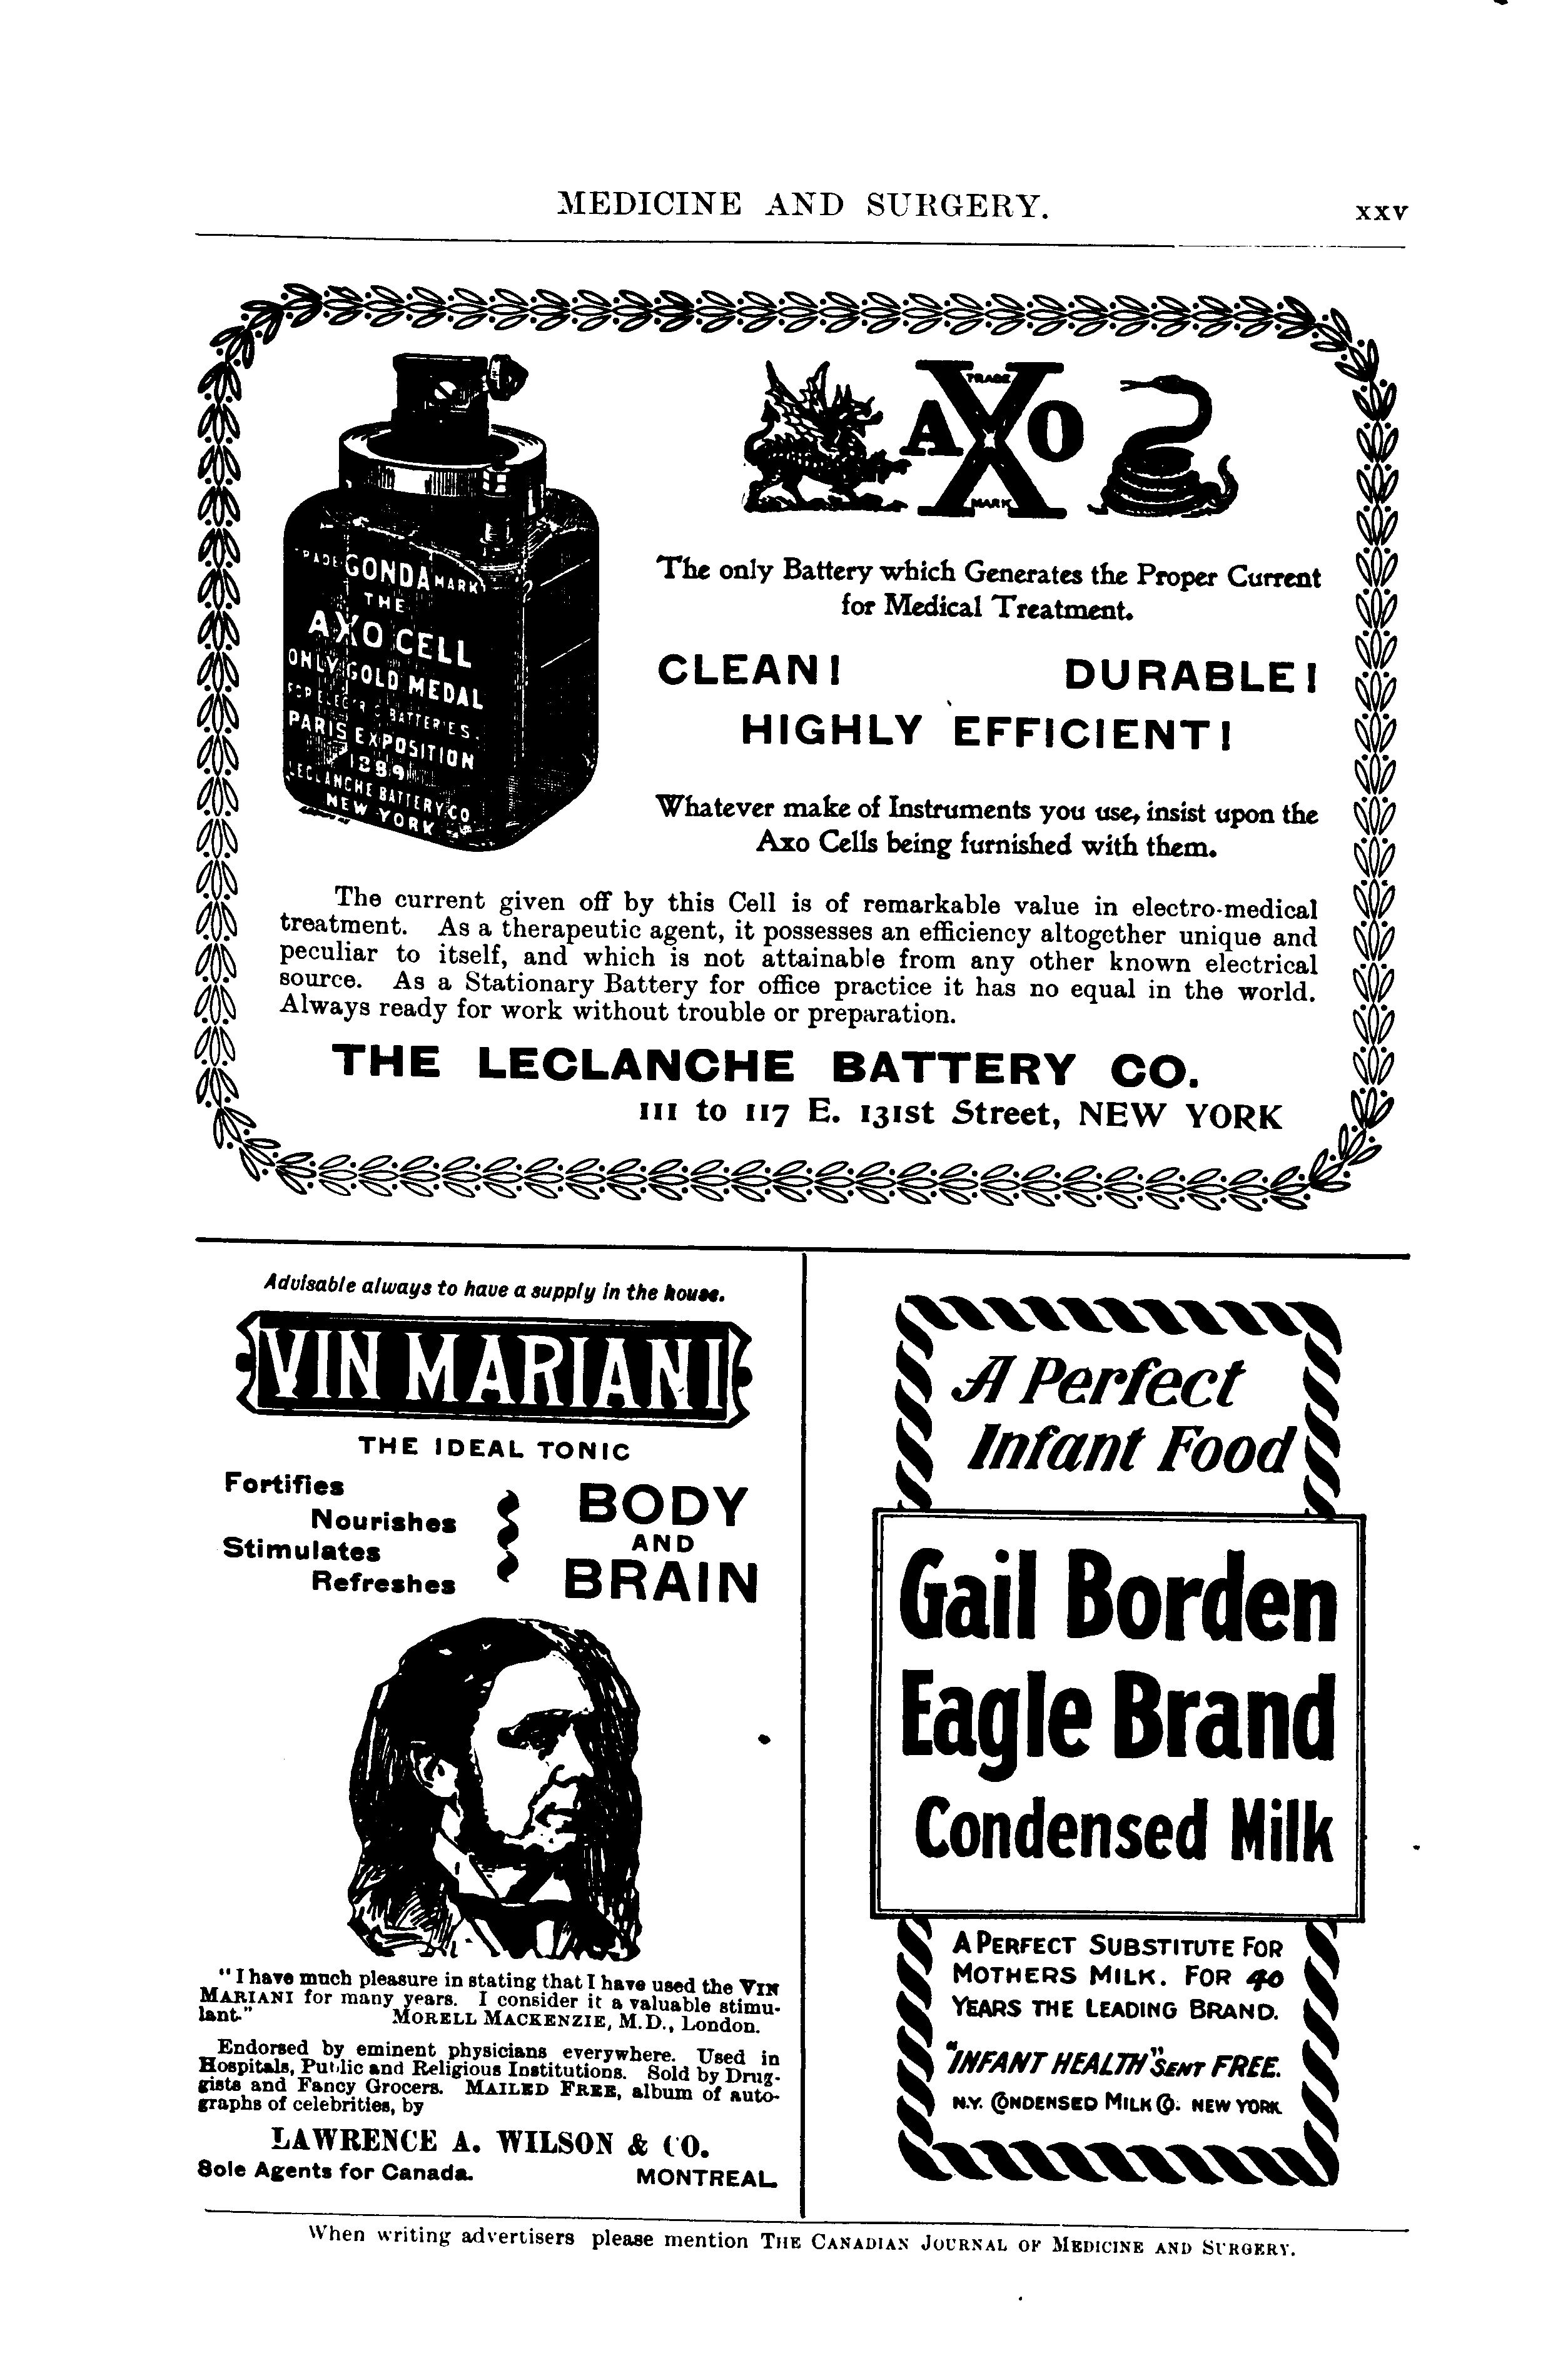 MEDICINE AND SURGERY. xxv
TRADE GONDA MARK
THE
AXO CELL
ONLY GOLD MEDAL
FOR ELECTRIC BATTERIES.
PARIS EXPOSITION
1889
LECLANCHE BATTERY CO.
NEW YORK
TRADE
AXO
MARK
The only Battery which Generates the Proper Current
for Medical Treatment.
CLEAN! DURABLE!
HIGHLY EFFICIENT!
Whatever make of Instruments you use, insist upon the
Axo Cells being furnished with them.
The current given off by this Cell is of remarkable value in electro-medical
treatment. As a therapeutic agent, it possesses an efficiency altogether unique and
peculiar to itself, and which is not attainable from any other known electrical
source. As a Stationary Battery for office practice it has no equal in the world.
Always ready for work without trouble or preparation.
THE LECLANCHE BATTERY CO.
111 to 117 E. 131st Street, NEW YORK
Advisable always to have a supply in the house.
VIN MARIANI
THE IDEAL TONIC
Fortifies
Nourishes
Stimulates
Refreshes
BODY
AND
BRAIN
"I have much pleasure in stating that I have used the VIN
MARIANI for many years. I consider it a valuable stimu-
lant." MORELL MACKENZIE, M.D., London.
Endorsed by eminent physicians everywhere. Used in
Hospitals, Public and Religious Institutions. Sold by Drug-
gists and Fancy Grocers. MAILED FREE, album of auto-
graphs of celebrities, by
LAWRENCE A. WILSON & CO.
Sole Agents for Canada. MONTREAL
A Perfect
Infant Food
Gail Borden
Eagle Brand
Condensed Milk
A PERFECT SUBSTITUTE FOR
MOTHERS MILK. FOR 40
YEARS THE LEADING BRAND.
"INFANT HEALTH" SENT FREE.
N.Y. CONDENSED MILK CO. NEW YORK
When writing advertisers please mention THE CANADIAN JOURNAL OF MEDICINE AND SURGERY.